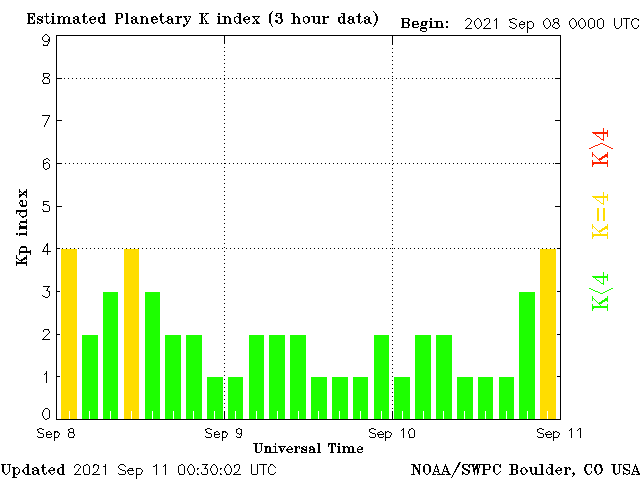 Estimated Planetary K index (3 hour data)
Begin: 2021 Sep 08 0000 UTC
9
8
7
6
5
4
3
2
1
0
Kp index
Sep 8
Sep 9
Sep 10
Sep 11
Universal Time
K>4
K=4
K<4
Updated 2021 Sep 11 00:30:02 UTC
NOAA/SWPC Boulder, CO USA